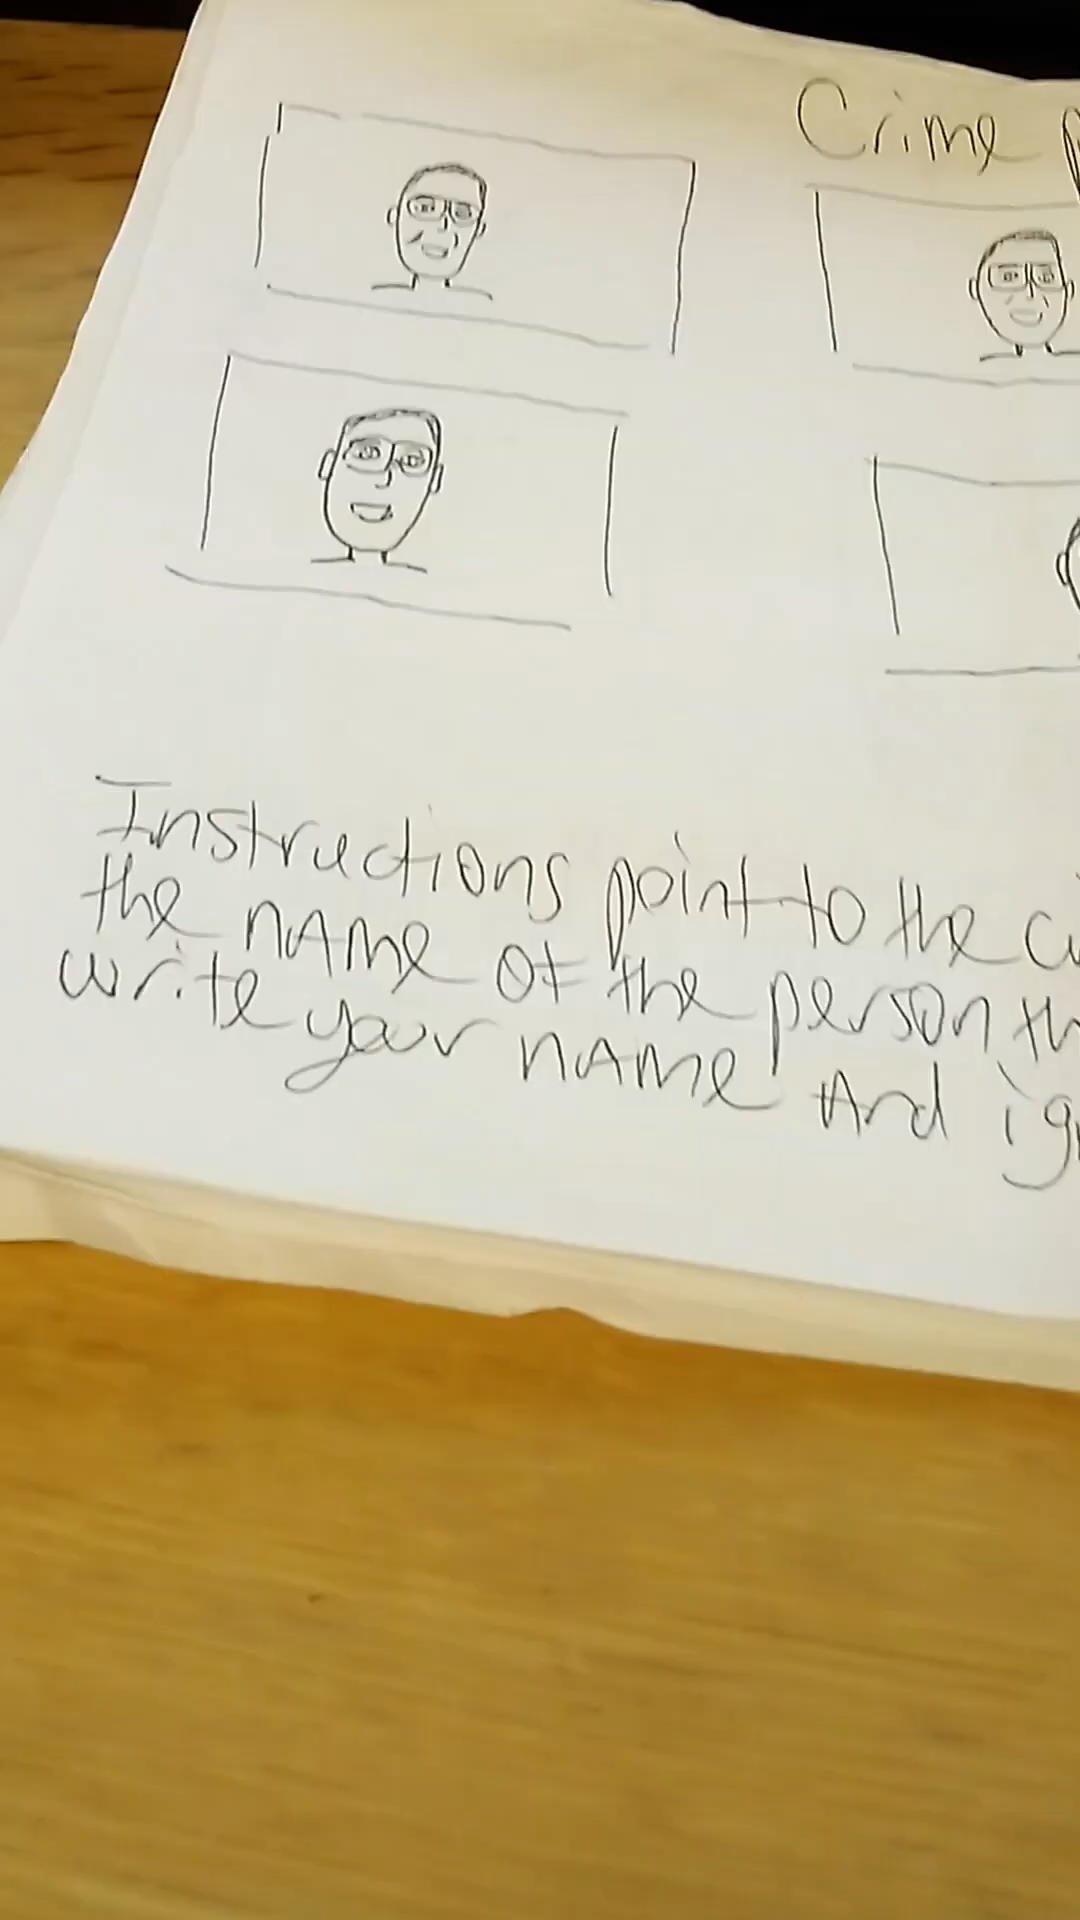 Crime
Instructions point to the
the nAme of the person
write your nAme And